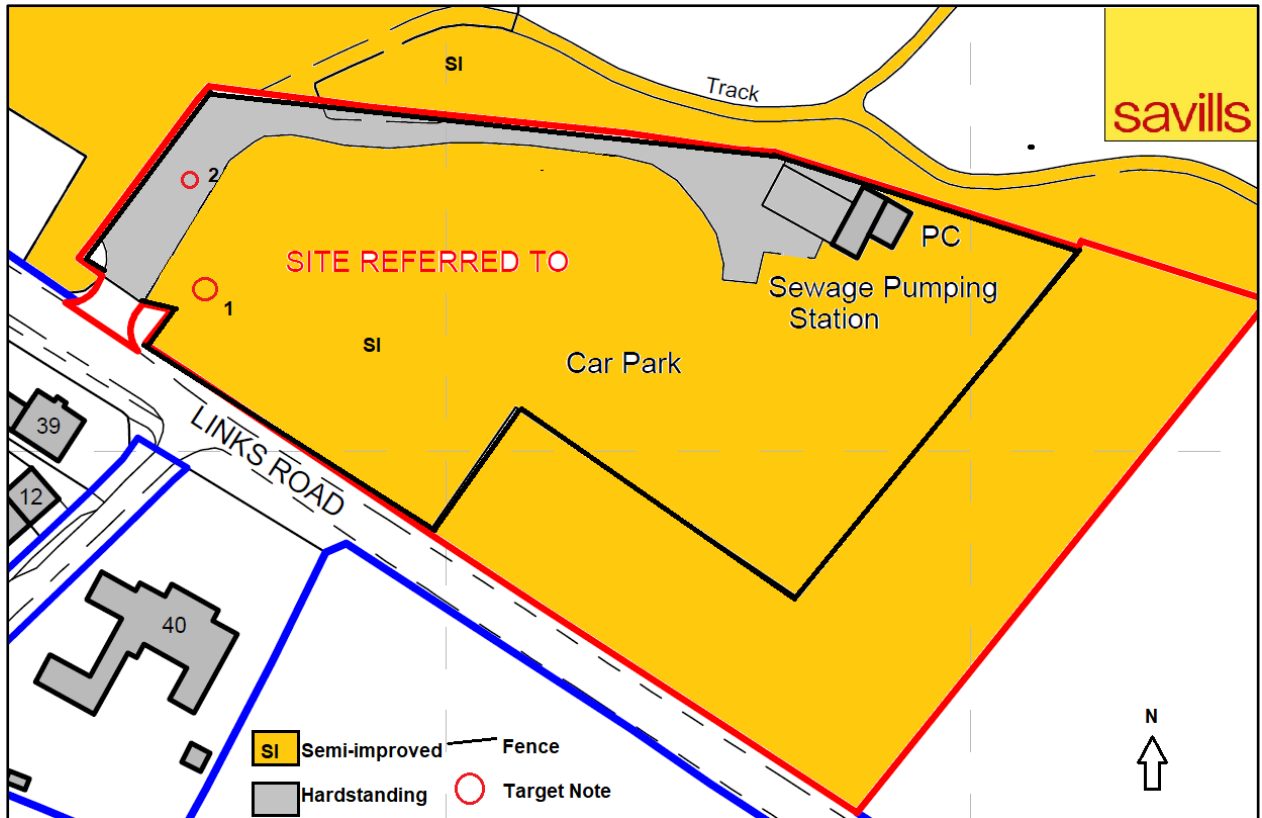 SI
Track
savills
2
PC
SITE REFERRED TO
Sewage Pumping
Station
1
SI
Car Park
LINKS ROAD
39
12
40
N
SI Semi-improved
Fence
Hardstanding
Target Note